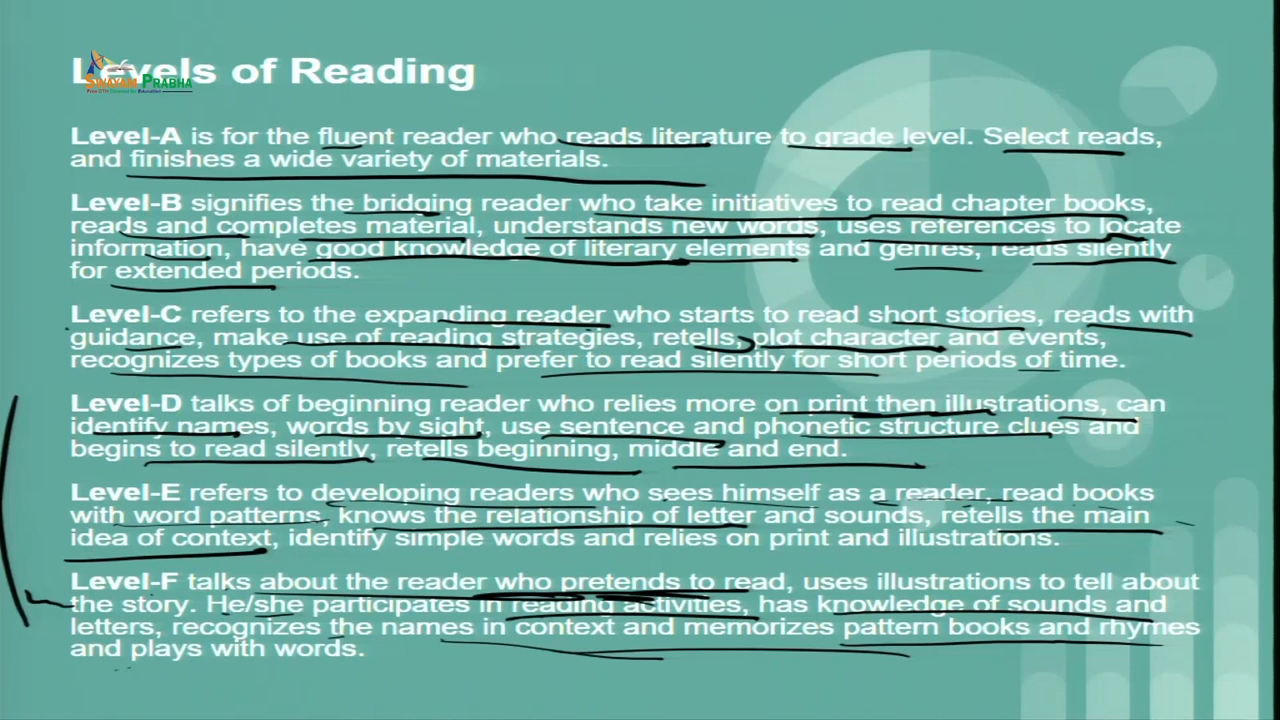 Levels of Reading
SWAYAM PRABHA
Level-A is for the fluent reader who reads literature to grade level. Select reads,
and finishes a wide variety of materials.
Level-B signifies the bridging reader who take initiatives to read chapter books,
reads and completes material, understands new words, uses references to locate
information, have good knowledge of literary elements and genres, reads silently
for extended periods.
Level-C refers to the expanding reader who starts to read short stories, reads with
guidance, make use of reading strategies, retells, plot character and events,
recognizes types of books and prefer to read silently for short periods of time.
Level-D talks of beginning reader who relies more on print then illustrations, can
identify names, words by sight, use sentence and phonetic structure clues and
begins to read silently, retells beginning, middle and end.
Level-E refers to developing readers who sees himself as a reader, read books
with word patterns, knows the relationship of letter and sounds, retells the main
idea of context, identify simple words and relies on print and illustrations.
Level-F talks about the reader who pretends to read, uses illustrations to tell about
the story. He/she participates in reading activities, has knowledge of sounds and
letters, recognizes the names in context and memorizes pattern books and rhymes
and plays with words.